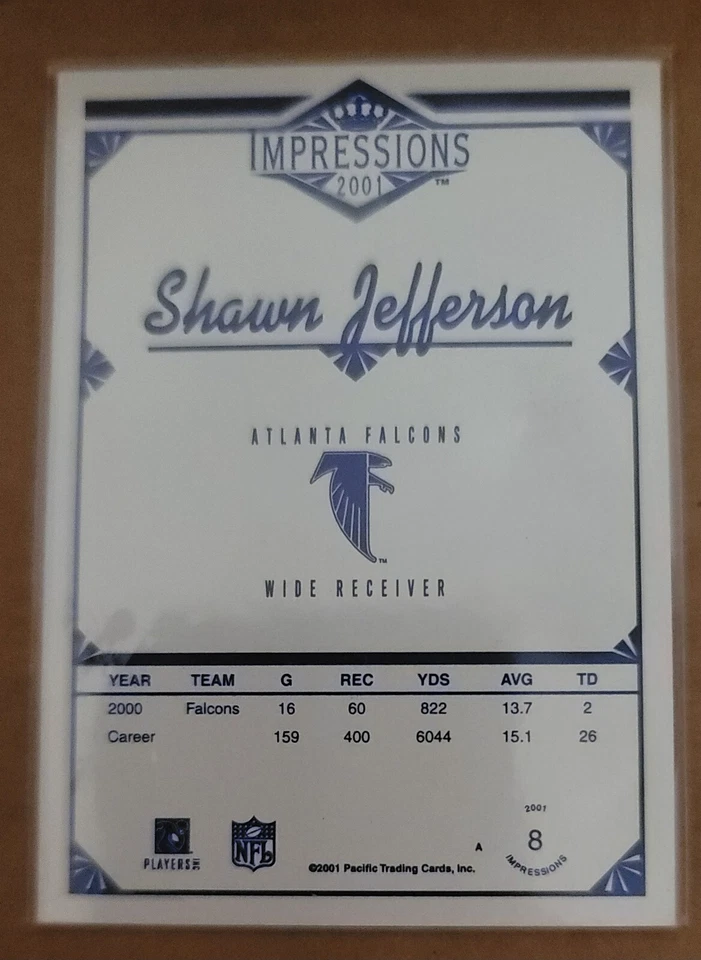 IMPRESSIONS
2001 ™
Shawn Jefferson
ATLANTA FALCONS
™
WIDE RECEIVER
YEAR TEAM G REC YDS AVG TD
2000 Falcons 16 60 822 13.7 2
Career 159 400 6044 15.1 26
PLAYERS INC
NFL
©2001 Pacific Trading Cards, Inc.
A
2001
8
IMPRESSIONS